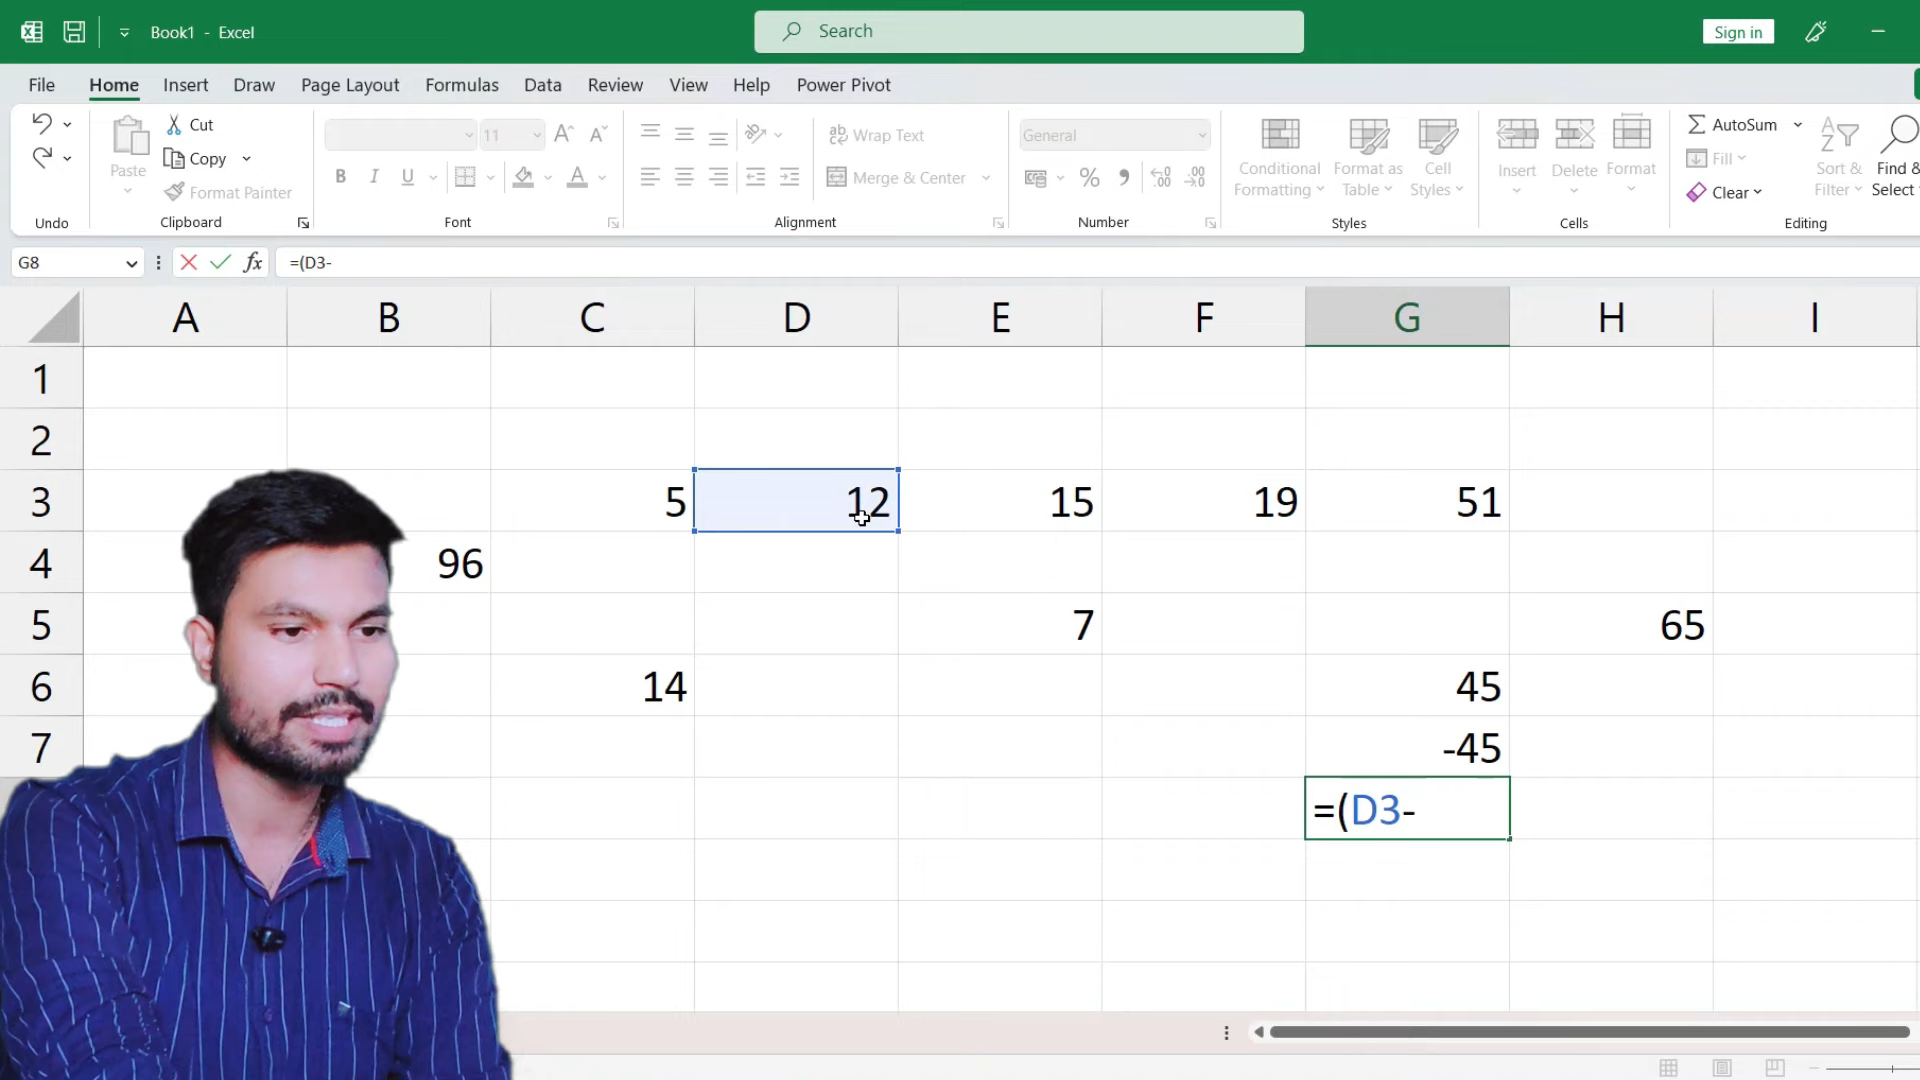 Book1 - Excel
Search
Sign in
File Home Insert Draw Page Layout Formulas Data Review View Help Power Pivot
Paste
Cut
Copy
Format Painter
11
B I U
A
Wrap Text
Merge & Center
General
%
Conditional Formatting
Format as Table
Cell Styles
Insert
Delete
Format
AutoSum
Fill
Clear
Sort & Filter
Find & Select
Undo Clipboard Font Alignment Number Styles Cells Editing
G8 fx =(D3-
A B C D E F G H I
1
2
3 5 12 15 19 51
4 96
5 7 65
6 14 45
7 -45
=(D3-